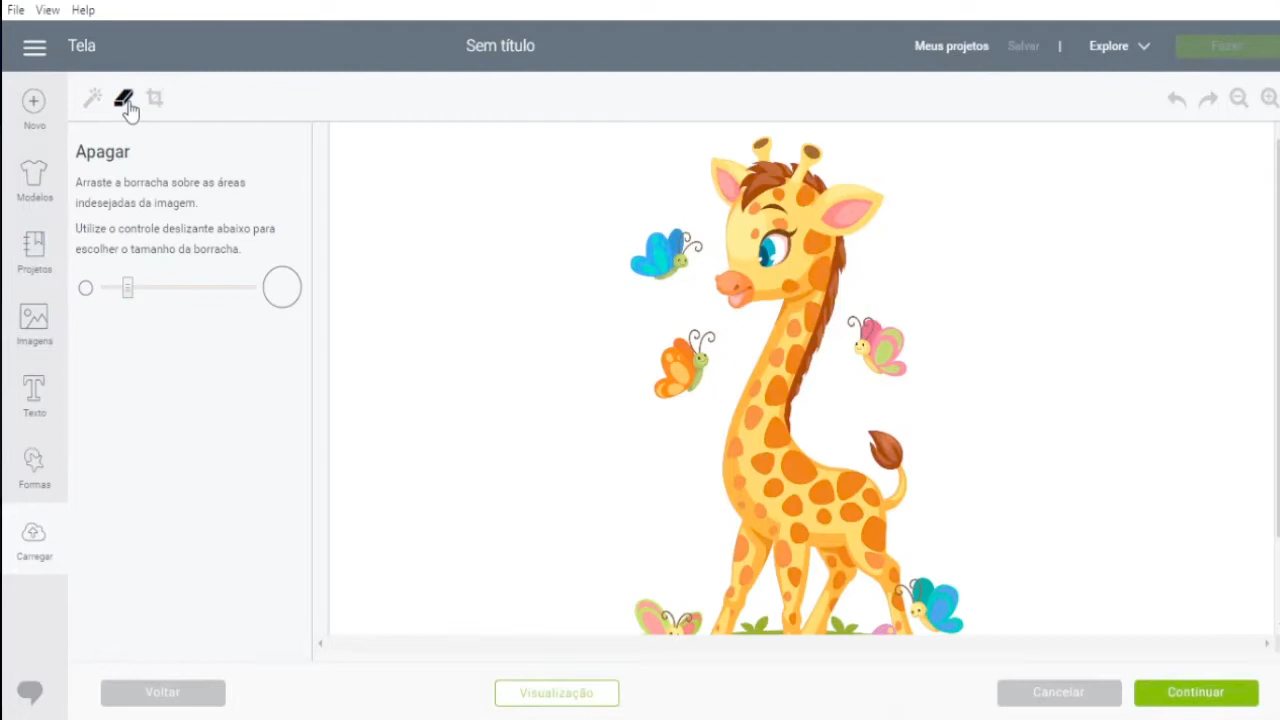 File View Help
Tela Sem título Meus projetos Salvar | Explore Fazer
Novo
Modelos
Projetos
Imagens
Texto
Formas
Carregar
Apagar
Arraste a borracha sobre as áreas
indesejadas da imagem.
Utilize o controle deslizante abaixo para
escolher o tamanho da borracha.
Voltar Visualização Cancelar Continuar